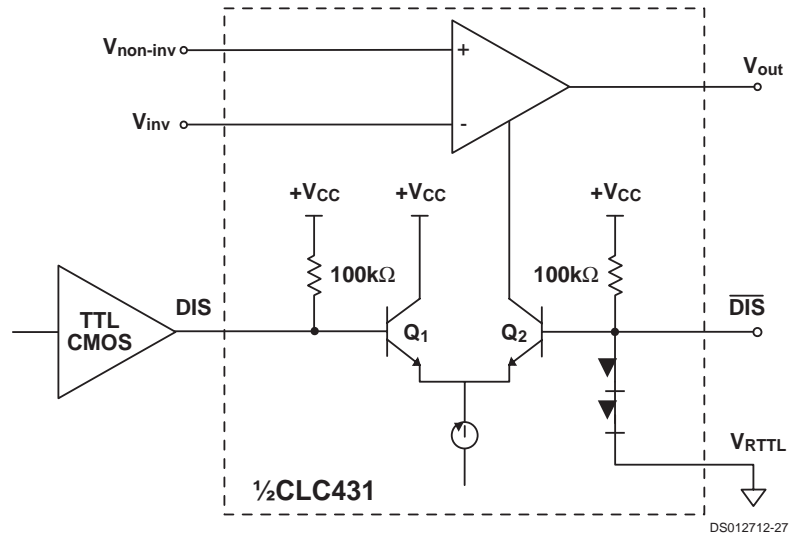 Vnon-inv
+
Vout
Vinv
-
+VCC
+VCC
+VCC
100kΩ
100kΩ
TTL
CMOS
DIS
Q1
Q2
DIS
I
VRTTL
½CLC431
DS012712-27